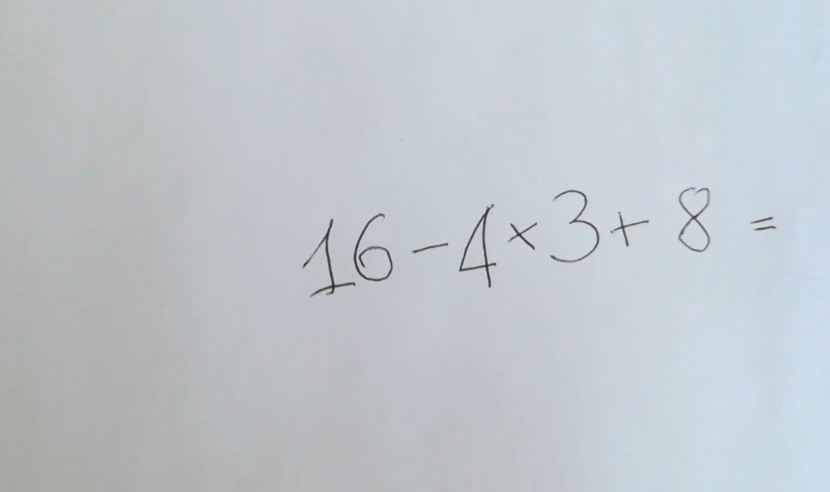 16 - 4 × 3 + 8 =